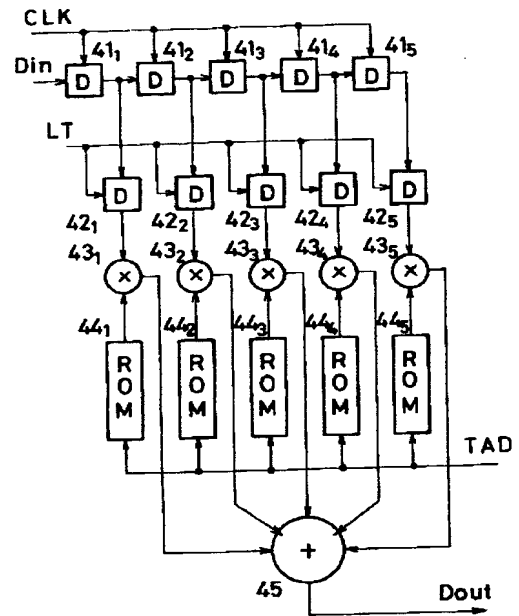 CLK
41₁ 41₂ 41₃ 41₄ 41₅
Din
D D D D D
LT
D D D D D
42₁ 42₂ 42₃ 42₄ 42₅
43₁ 43₂ 43₃ 43₄ 43₅
× × × × ×
44₁ 44₂ 44₃ 44₄ 44₅
ROM ROM ROM ROM ROM
TAD
+
45
Dout